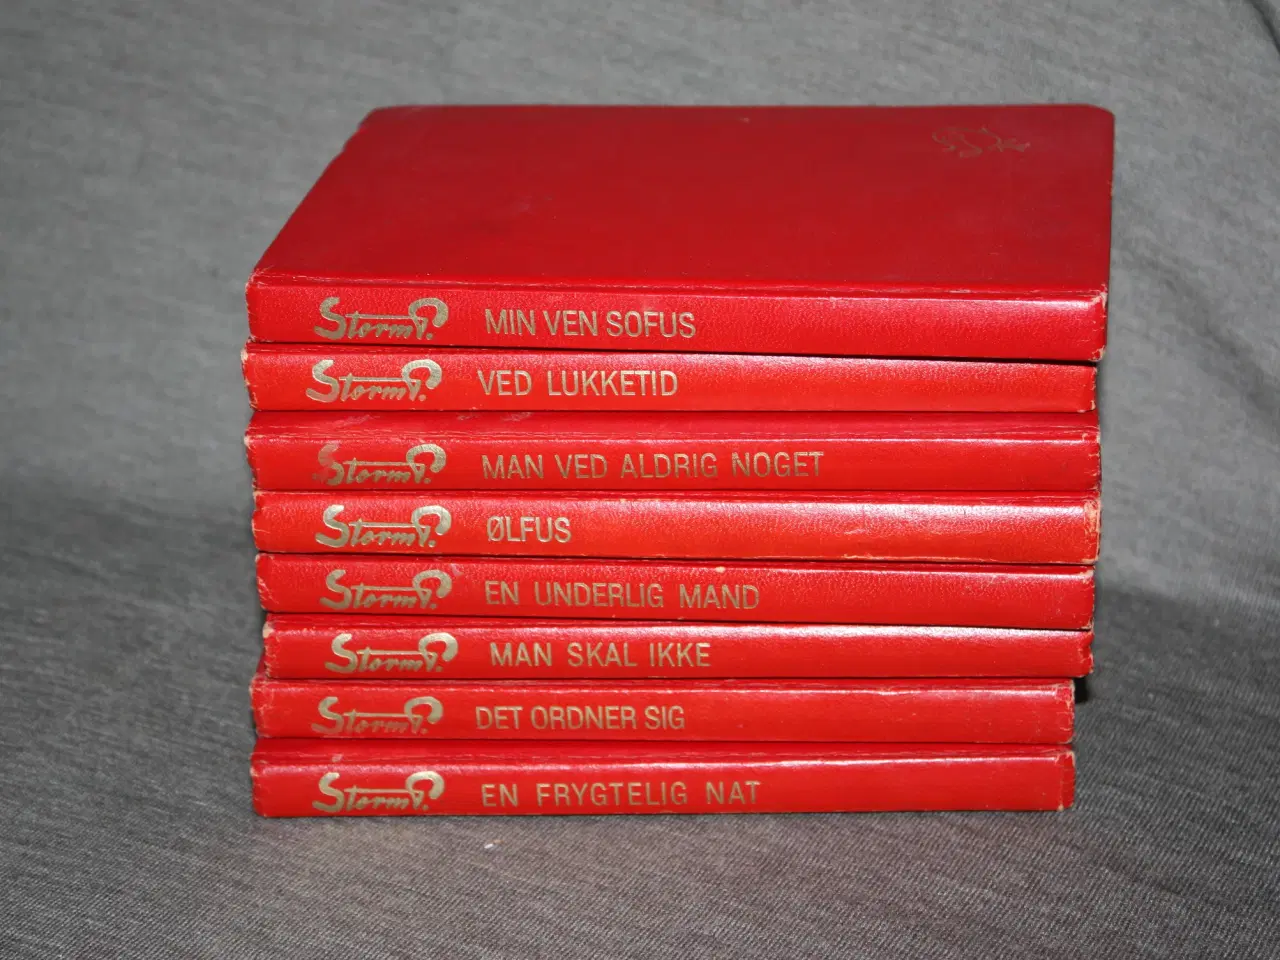 Storm P. MIN VEN SOFUS
Storm P. VED LUKKETID
Storm P. MAN VED ALDRIG NOGET
Storm P. ØLFUS
Storm P. EN UNDERLIG MAND
Storm P. MAN SKAL IKKE
Storm P. DET ORDNER SIG
Storm P. EN FRYGTELIG NAT